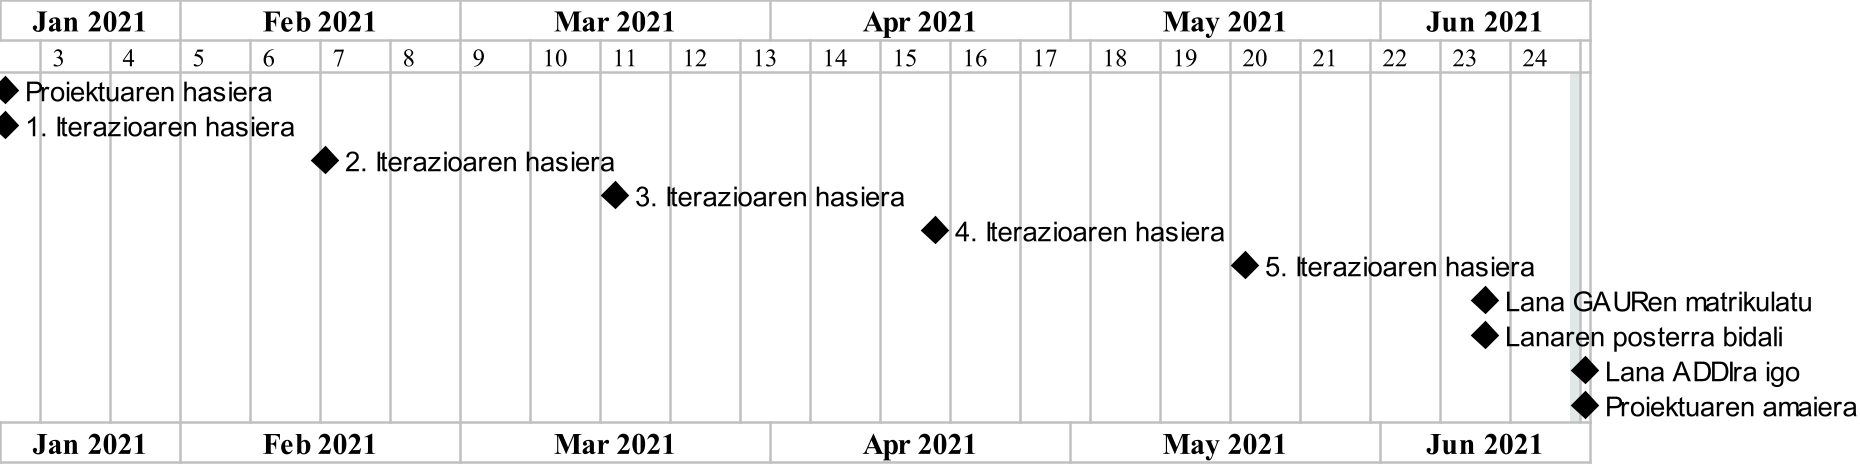 Jan 2021 Feb 2021 Mar 2021 Apr 2021 May 2021 Jun 2021
3 4 5 6 7 8 9 10 11 12 13 14 15 16 17 18 19 20 21 22 23 24
Proiektuaren hasiera
1. Iterazioaren hasiera
2. Iterazioaren hasiera
3. Iterazioaren hasiera
4. Iterazioaren hasiera
5. Iterazioaren hasiera
Lana GAURen matrikulatu
Lanaren posterra bidali
Lana ADDIra igo
Proiektuaren amaiera
Jan 2021 Feb 2021 Mar 2021 Apr 2021 May 2021 Jun 2021